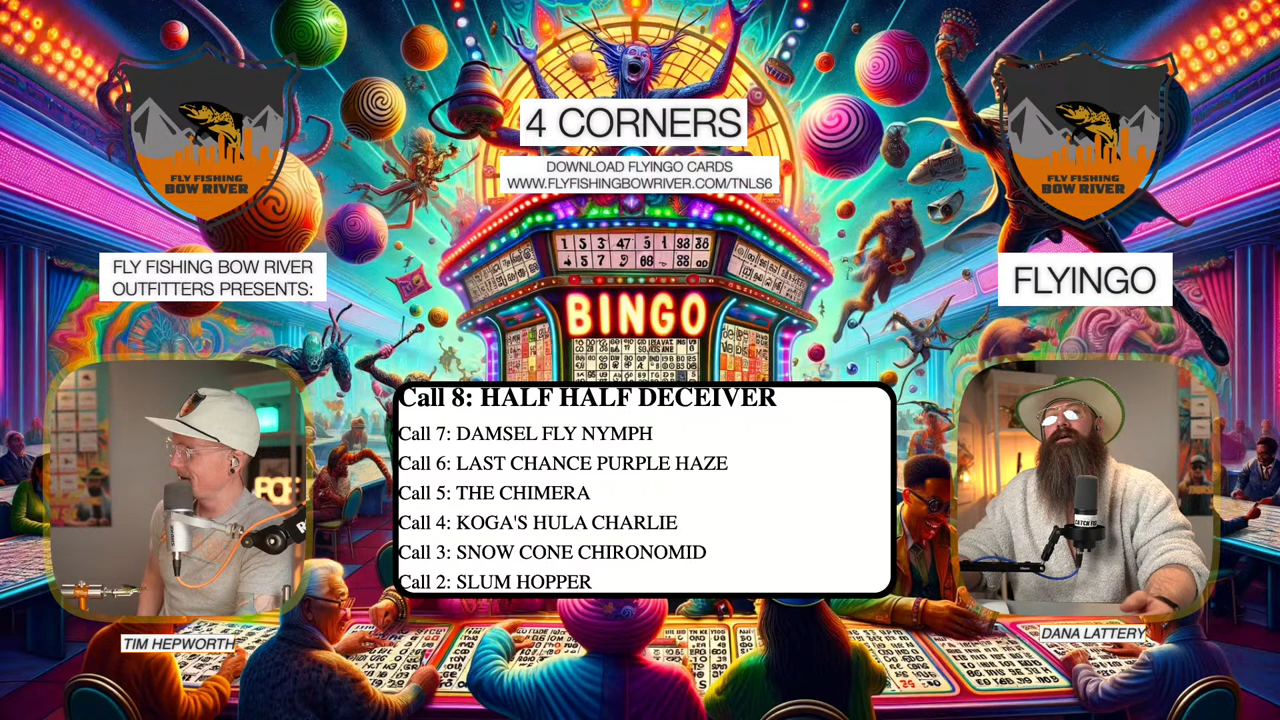 4 CORNERS
DOWNLOAD FLYINGO CARDS
WWW.FLYFISHINGBOWRIVER.COM/TNLS6
FLY FISHING
BOW RIVER
FLY FISHING
BOW RIVER
FLY FISHING BOW RIVER
OUTFITTERS PRESENTS:
FLYINGO
BINGO
Call 8: HALF HALF DECEIVER
Call 7: DAMSEL FLY NYMPH
Call 6: LAST CHANCE PURPLE HAZE
Call 5: THE CHIMERA
Call 4: KOGA'S HULA CHARLIE
Call 3: SNOW CONE CHIRONOMID
Call 2: SLUM HOPPER
TIM HEPWORTH
DANA LATTERY